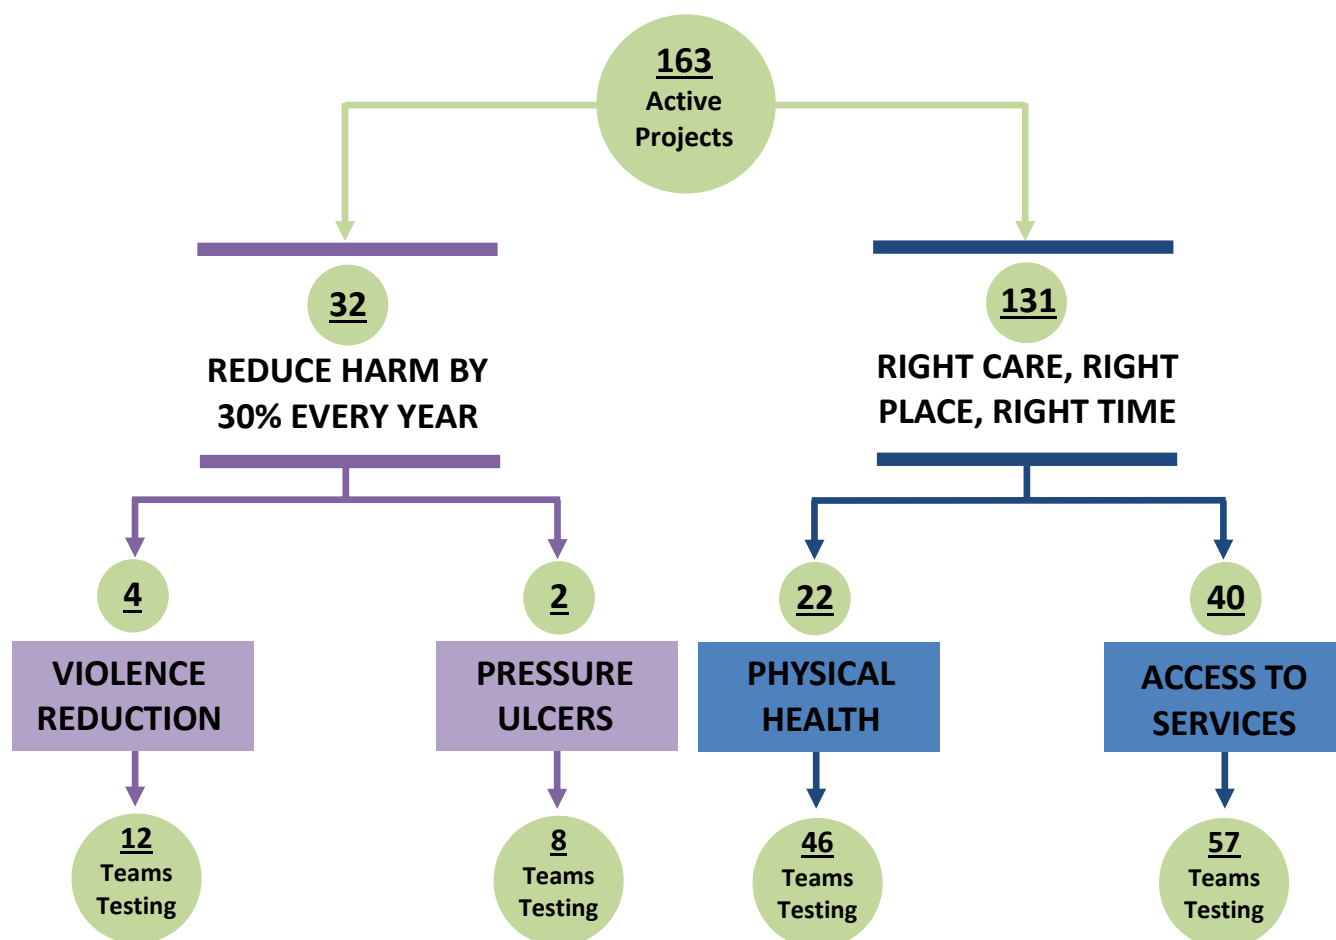 163
Active
Projects
32
REDUCE HARM BY
30% EVERY YEAR
131
RIGHT CARE, RIGHT
PLACE, RIGHT TIME
4
VIOLENCE
REDUCTION
12
Teams
Testing
2
PRESSURE
ULCERS
8
Teams
Testing
22
PHYSICAL
HEALTH
46
Teams
Testing
40
ACCESS TO
SERVICES
57
Teams
Testing